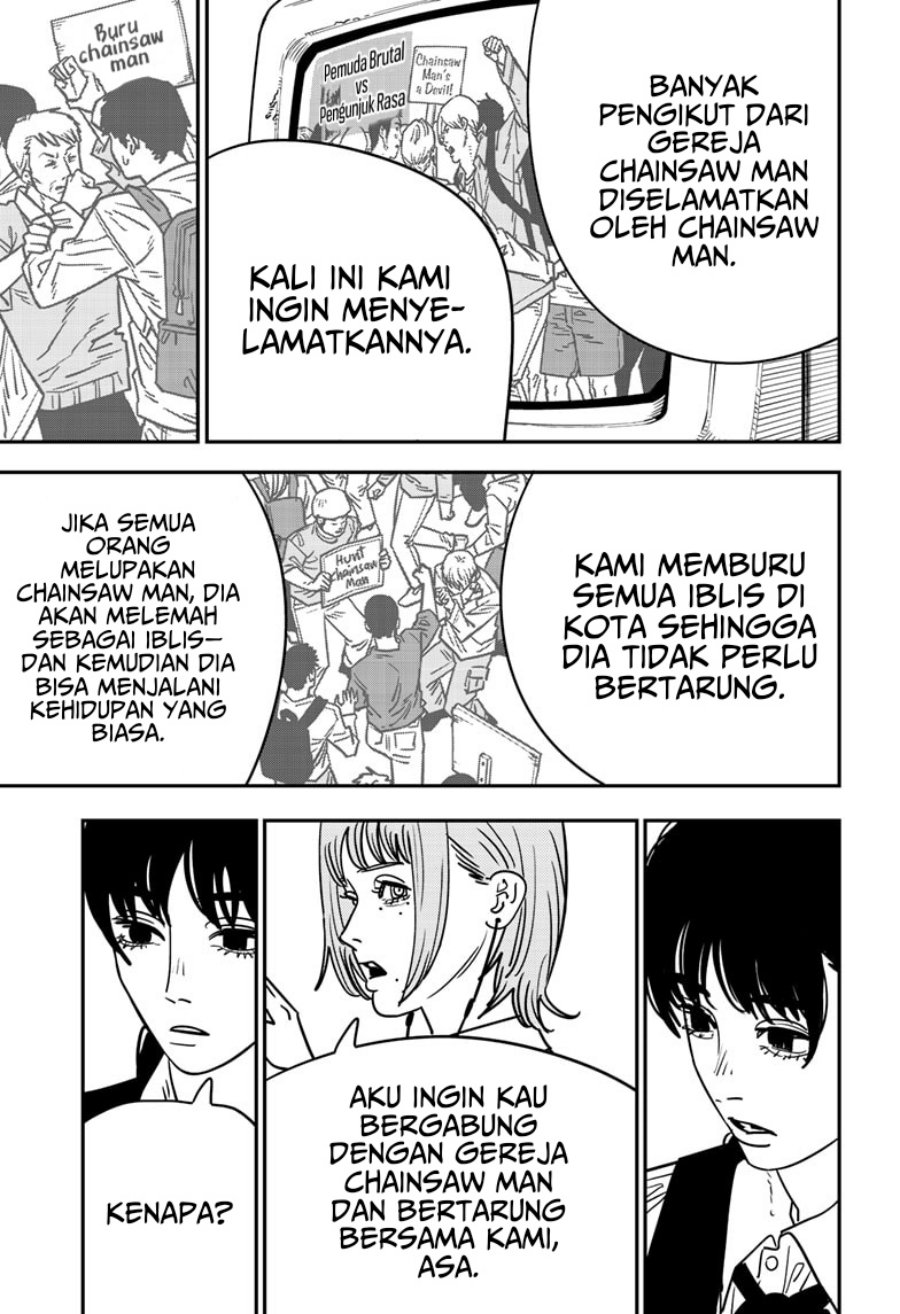 BANYAK
PENGIKUT DARI
GEREJA
CHAINSAW MAN
DISELAMATKAN
OLEH CHAINSAW
MAN.
Pemuda Brutal
vs
Pengunjuk Rasa
Chainsaw
Man's
a Devil!
KALI INI KAMI
INGIN MENYE-
LAMATKANNYA.
Buru
chainsaw
man
KAMI MEMBURU
SEMUA IBLIS DI
KOTA SEHINGGA
DIA TIDAK PERLU
BERTARUNG.
Hunt
Chainsaw
Man
JIKA SEMUA
ORANG
MELUPAKAN
CHAINSAW MAN, DIA
AKAN MELEMAH
SEBAGAI IBLIS—
DAN KEMUDIAN DIA
BISA MENJALANI
KEHIDUPAN YANG
BIASA.
AKU INGIN KAU
BERGABUNG
DENGAN GEREJA
CHAINSAW MAN
DAN BERTARUNG
BERSAMA KAMI,
ASA.
KENAPA?